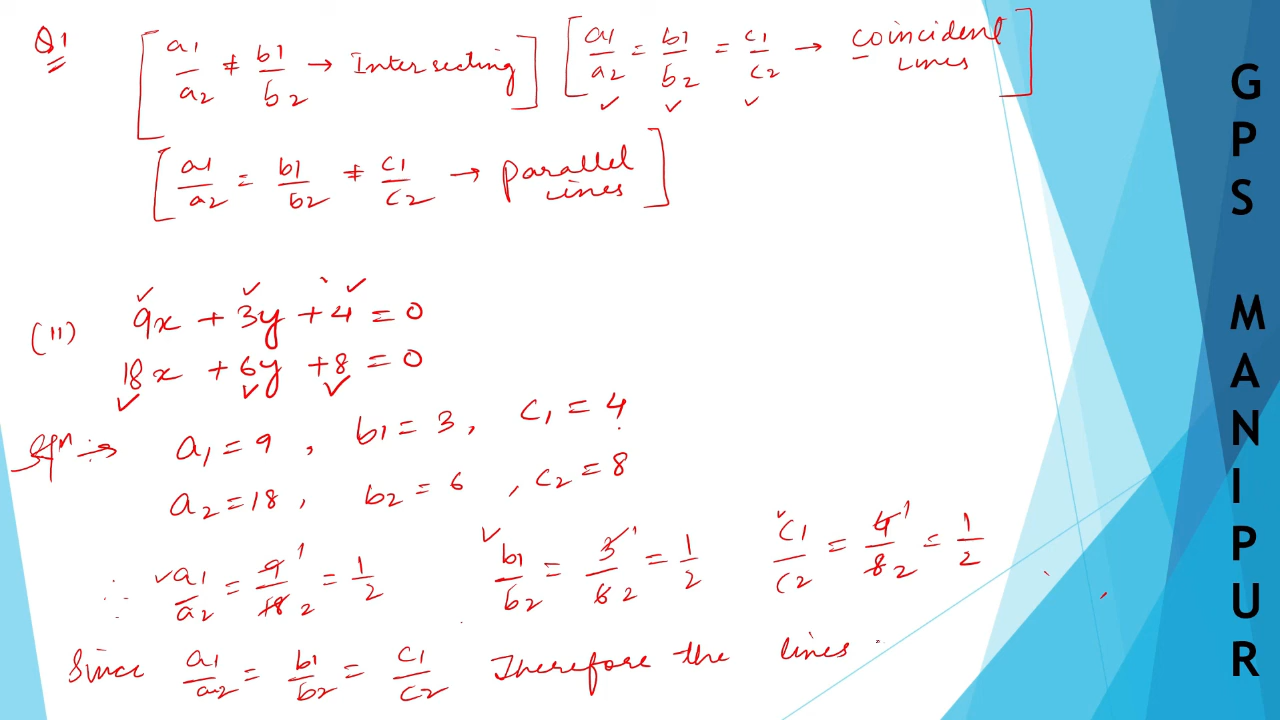 Q1
[a1/a2 ≠ b1/b2 → Intersecting] [a1/a2 = b1/b2 = c1/c2 → coincident lines]
[a1/a2 = b1/b2 ≠ c1/c2 → parallel lines]
(11) 9x + 3y + 4 = 0
18x + 6y + 8 = 0
a1 = 9, b1 = 3, c1 = 4
a2 = 18, b2 = 6, c2 = 8
∴ a1/a2 = 9/18 = 1/2 b1/b2 = 3/6 = 1/2 c1/c2 = 4/8 = 1/2
Since a1/a2 = b1/b2 = c1/c2 Therefore the lines
GPS MANIPUR